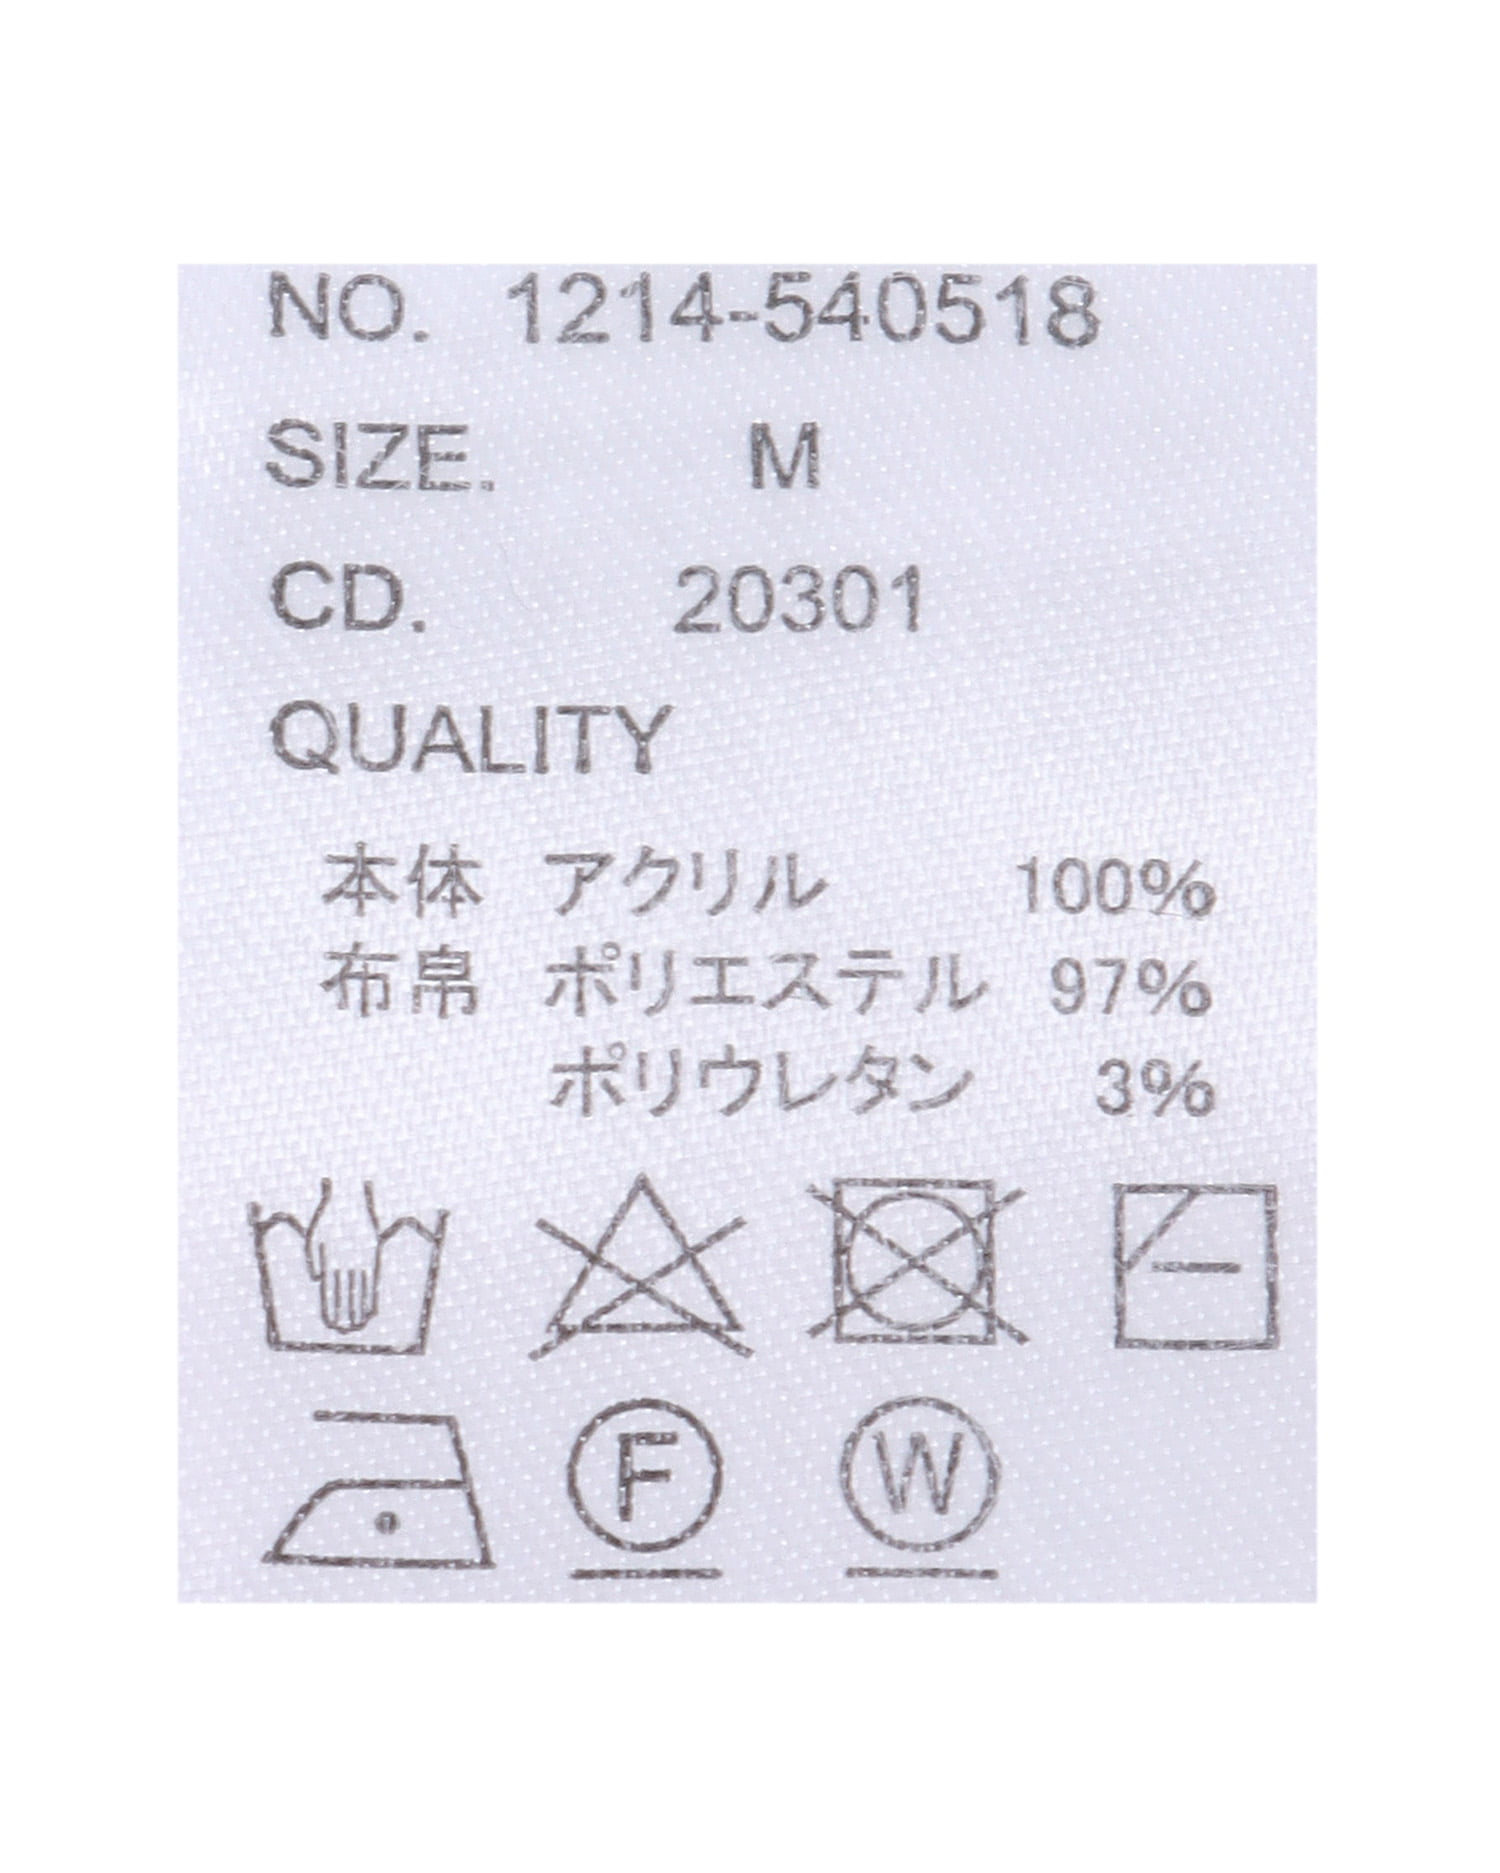 NO. 1214-540518
SIZE. M
CD. 20301
QUALITY
本体 アクリル 100%
布帛 ポリエステル 97%
ポリウレタン 3%
F W